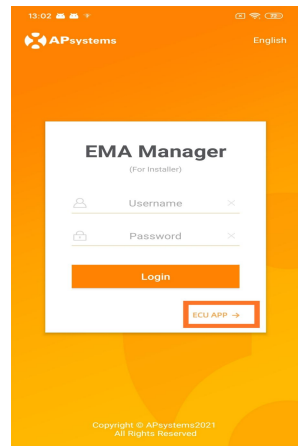 13:02
APsystems
English
EMA Manager
(For Installer)
Username
Password
Login
ECU APP →
Copyright © APsystems2021
All Rights Reserved